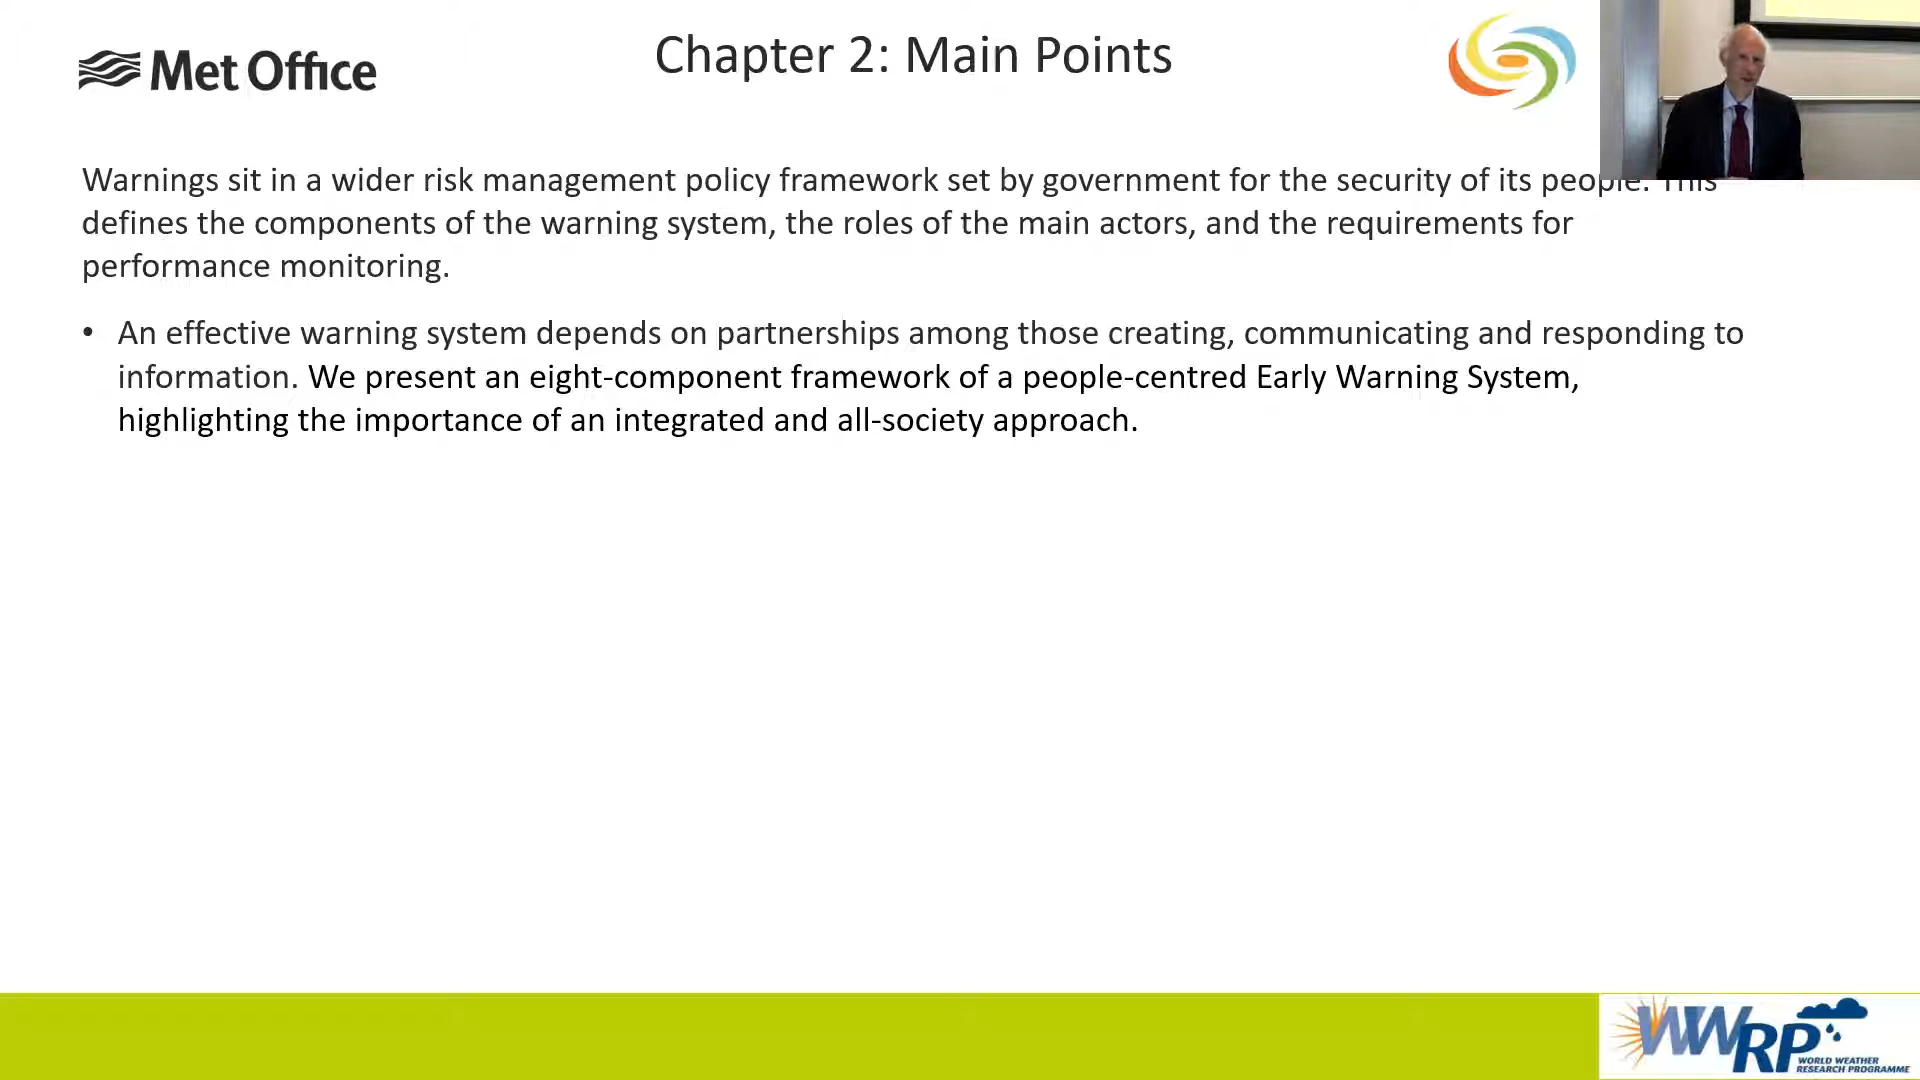 Met Office
Chapter 2: Main Points
Warnings sit in a wider risk management policy framework set by government for the security of its people. This
defines the components of the warning system, the roles of the main actors, and the requirements for
performance monitoring.
• An effective warning system depends on partnerships among those creating, communicating and responding to
information. We present an eight-component framework of a people-centred Early Warning System,
highlighting the importance of an integrated and all-society approach.
WWRP
WORLD WEATHER
RESEARCH PROGRAMME